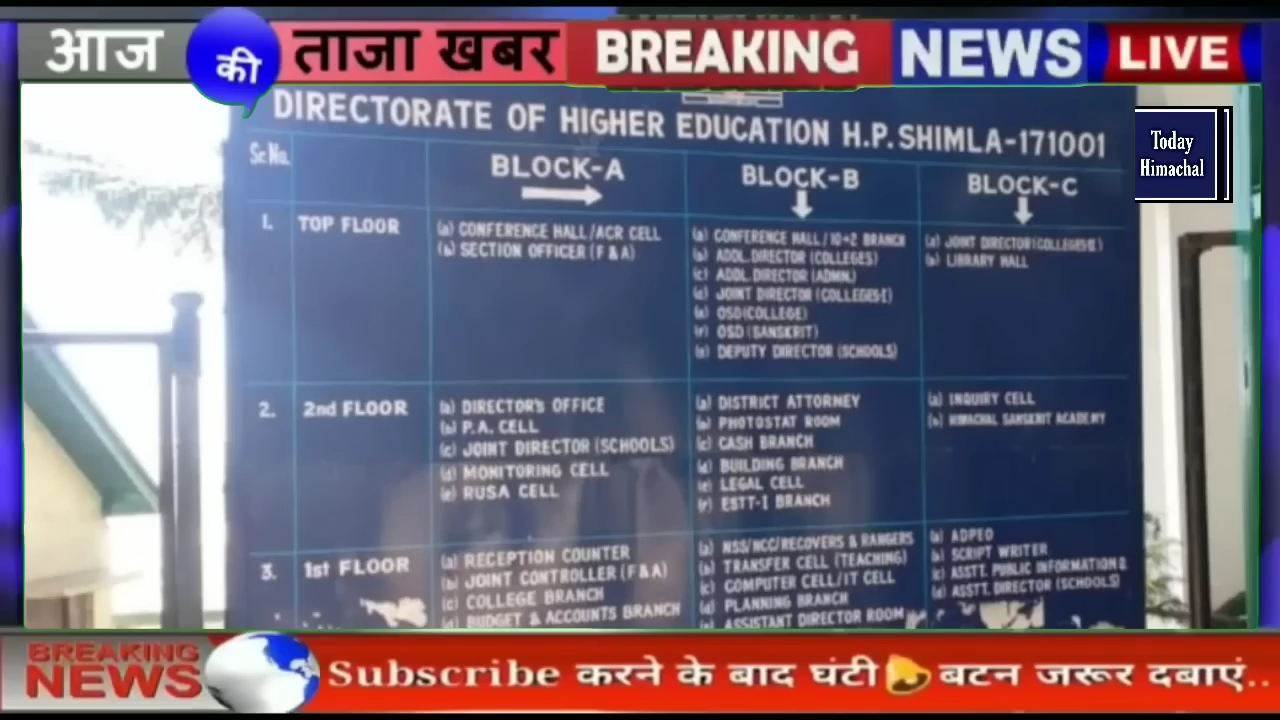 आज की ताजा खबर BREAKING NEWS LIVE
DIRECTORATE OF HIGHER EDUCATION H.P. SHIMLA-171001
Today
Himachal
Sr. No.
BLOCK-A
BLOCK-B
BLOCK-C
1. TOP FLOOR
(a) CONFERENCE HALL/ACR CELL
(b) SECTION OFFICER (F & A)
(a) CONFERENCE HALL/10+2 BRANCH
(b) ADDL. DIRECTOR (COLLEGES)
(c) ADDL. DIRECTOR (ADMN.)
(d) JOINT DIRECTOR (COLLEGES-I)
(e) OSD (COLLEGE)
(f) OSD (SANSKRIT)
(g) DEPUTY DIRECTOR (SCHOOLS)
(a) JOINT DIRECTOR (COLLEGES-II)
(b) LIBRARY HALL
2. 2nd FLOOR
(a) DIRECTOR'S OFFICE
(b) P.A. CELL
(c) JOINT DIRECTOR (SCHOOLS)
(d) MONITORING CELL
(e) RUSA CELL
(a) DISTRICT ATTORNEY
(b) PHOTOSTAT ROOM
(c) CASH BRANCH
(d) BUILDING BRANCH
(e) LEGAL CELL
(f) ESTT-I BRANCH
(a) INQUIRY CELL
(b) HIMACHAL SANSKRIT ACADEMY
3. 1st FLOOR
(a) RECEPTION COUNTER
(b) JOINT CONTROLLER (F & A)
(c) COLLEGE BRANCH
(d) BUDGET & ACCOUNTS BRANCH
(a) NSS/NCC/RECOVERS & RANGERS
(b) TRANSFER CELL (TEACHING)
(c) COMPUTER CELL/IT CELL
(d) PLANNING BRANCH
(e) ASSISTANT DIRECTOR ROOM
(a) ADPEO
(b) SCRIPT WRITER
(c) ASSTT. PUBLIC INFORMATION
(d) ASSTT. DIRECTOR (SCHOOLS)
BREAKING
NEWS
Subscribe करने के बाद घंटी बटन जरूर दबाएं..